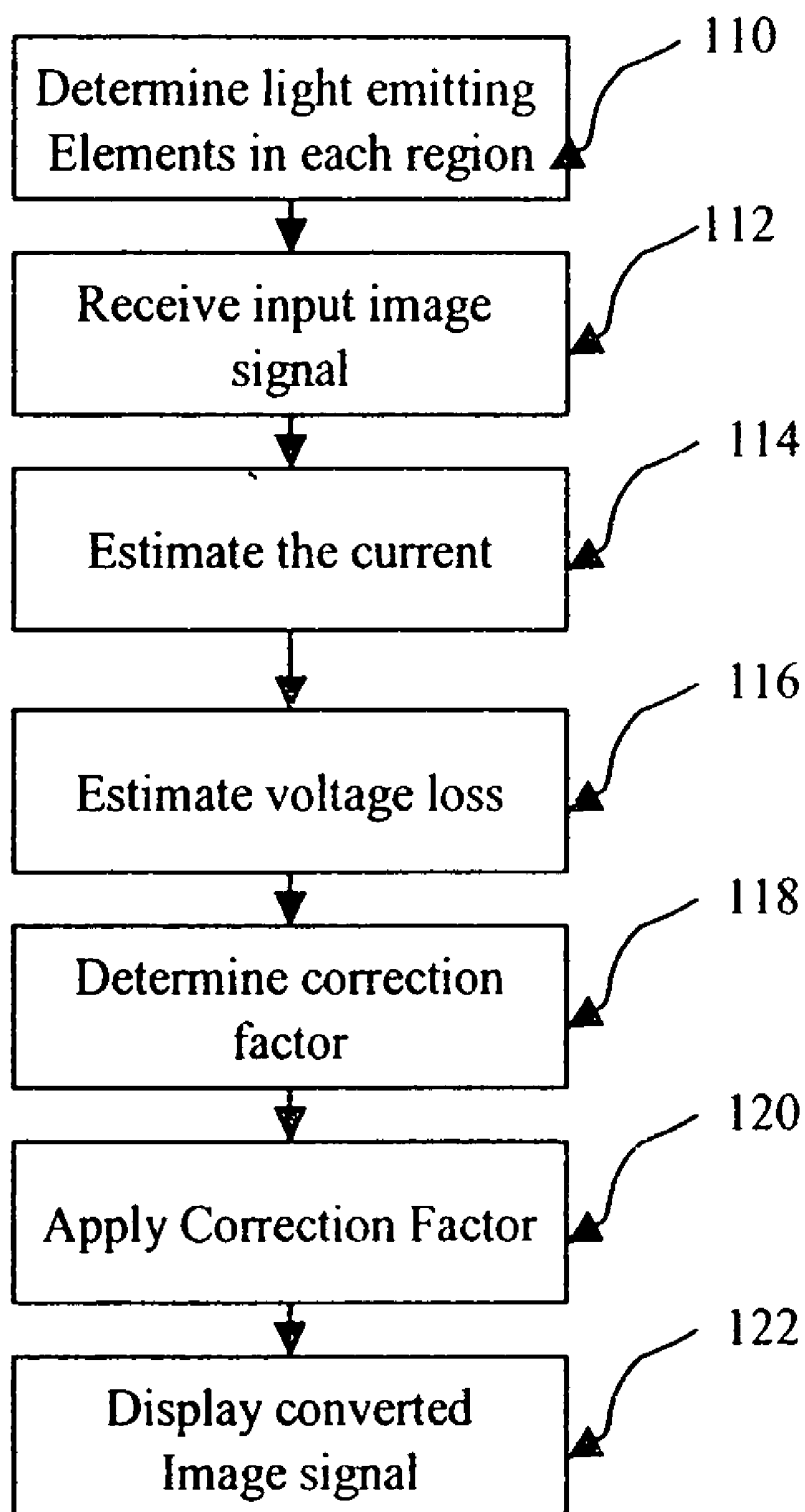 110
Determine light emitting
Elements in each region
112
Receive input image
signal
114
Estimate the current
116
Estimate voltage loss
118
Determine correction
factor
120
Apply Correction Factor
122
Display converted
Image signal